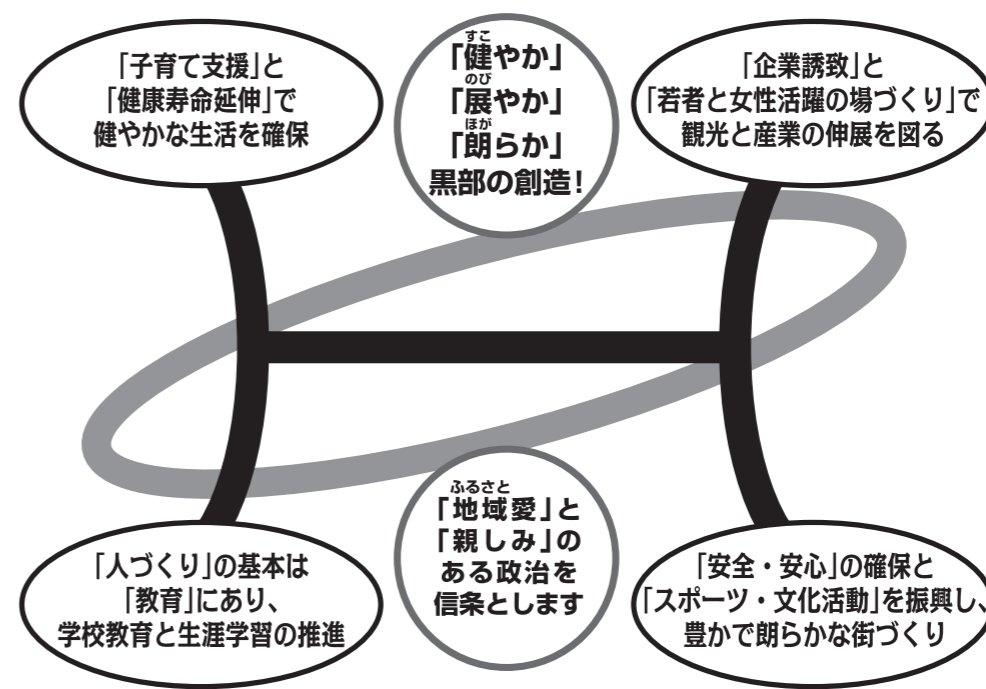 「子育て支援」と
「健康寿命延伸」で
健やかな生活を確保
すこ
「健やか」
のび
「展やか」
ほが
「朗らか」
黒部の創造！
「企業誘致」と
「若者と女性活躍の場づくり」で
観光と産業の伸展を図る
「人づくり」の基本は
「教育」にあり、
学校教育と生涯学習の推進
ふるさと
「地域愛」と
「親しみ」の
ある政治を
信条とします
「安全・安心」の確保と
「スポーツ・文化活動」を振興し、
豊かで朗らかな街づくり